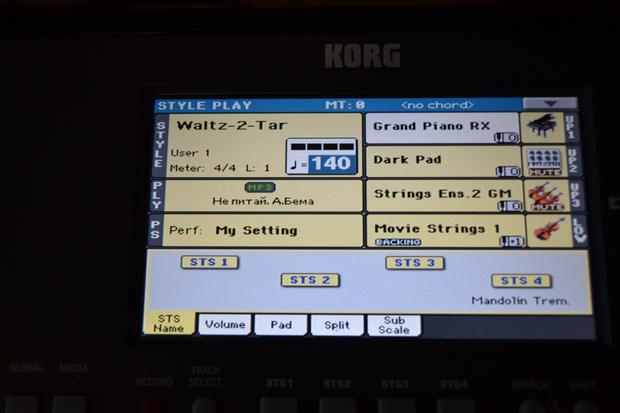 KORG
STYLE PLAY MT: 0 <no chord>
STYLE
Waltz-2-Tar
User 1
Meter: 4/4 L: 1
♩= 140
PLY
MP3
Не питай. А.Бема
PS
Perf: My Setting
Grand Piano RX
UP1
Dark Pad
MUTE
UP2
Strings Ens.2 GM
MUTE
UP3
Movie Strings 1
BACKING
LOW
STS 1
STS 2
STS 3
STS 4
Mandolin Trem.
STS Name
Volume
Pad
Split
Sub Scale
GLOBAL
MEDIA
RECORD
TRACK SELECT
STS1
STS2
STS3
STS4
SEARCH
SHIFT